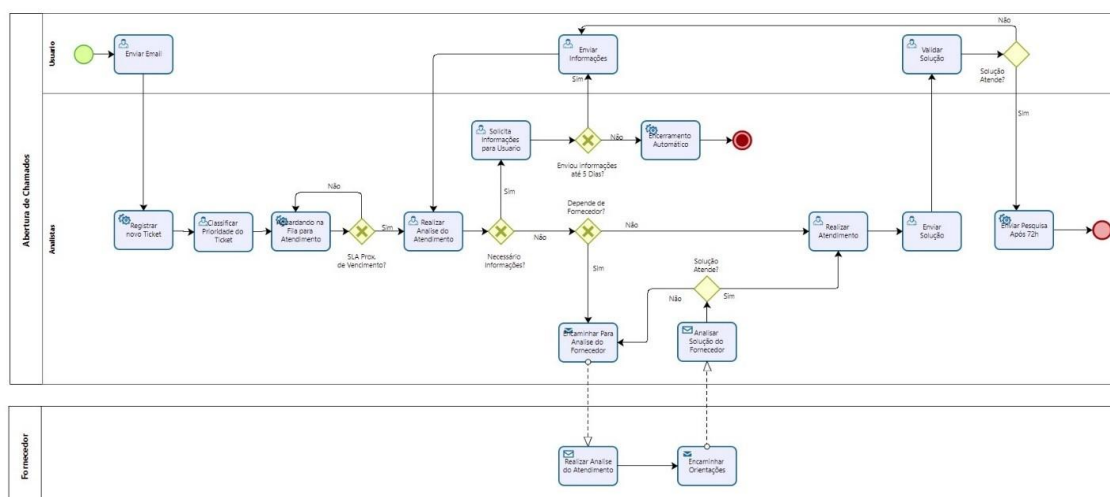 Abertura de Chamados
Usuario
Enviar Email
Enviar
Informações
Validar
Solução
Não
Solução
Atende?
Sim
Sim
Analistas
Solicita
Informações
para Usuario
Não
Encerramento
Automático
Enviou informações
até 5 Dias?
Sim
Depende de
Fornecedor?
Não
Registrar
novo Ticket
Classificar
Prioridade do
Ticket
Aguardando na
Fila para
Atendimento
Sim
SLA Prox.
de Vencimento?
Realizar
Analise do
Atendimento
Necessário
Informações?
Não
Não
Realizar
Atendimento
Enviar
Solução
Enviar Pesquisa
Após 72h
Sim
Solução
Atende?
Não
Sim
Encaminhar Para
Analise do
Fornecedor
Analisar
Solução do
Fornecedor
Fornecedor
Realizar Analise
do Atendimento
Encaminhar
Orientações